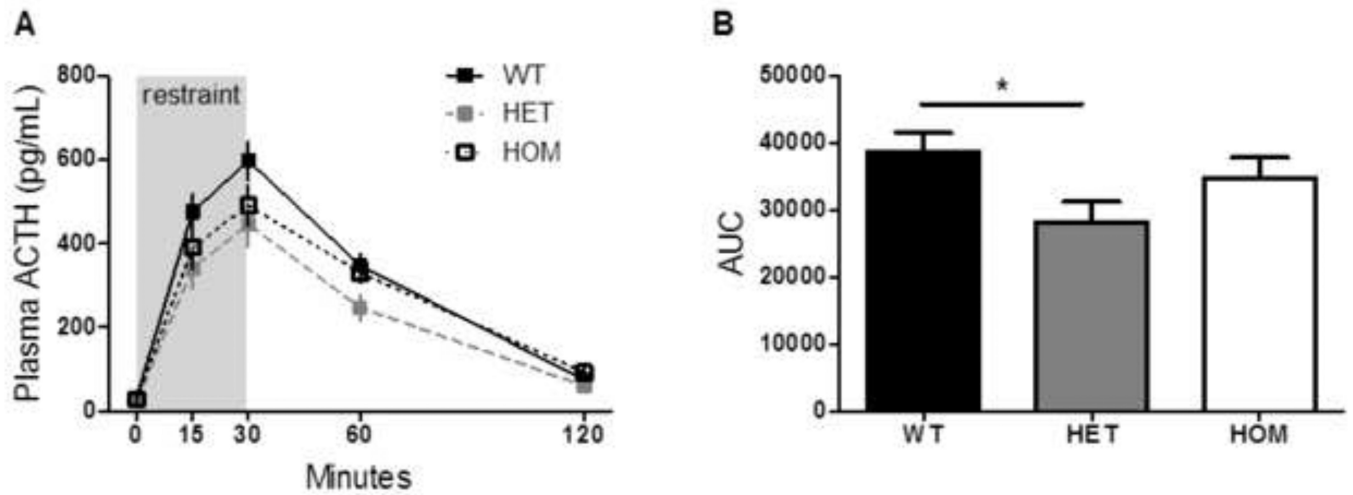 A
Plasma ACTH (pg/mL)
800
600
400
200
0
restraint
WT
HET
HOM
0 15 30 60 120
Minutes
B
AUC
50000
40000
30000
20000
10000
0
*
WT HET HOM